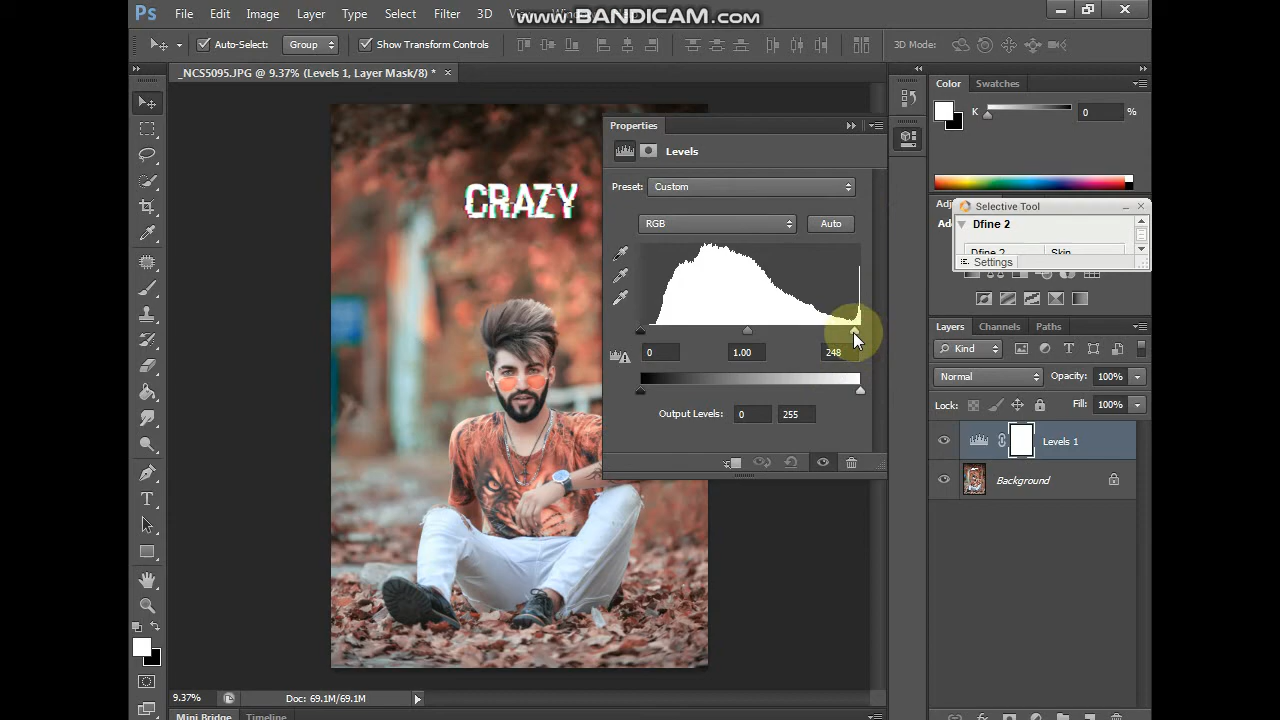 Ps File Edit Image Layer Type Select Filter 3D
www.BANDICAM.com
Auto-Select: Group Show Transform Controls 3D Mode:
_NCS5095.JPG @ 9.37% (Levels 1, Layer Mask/8) * ×
Color Swatches
K 0 %
Properties
Levels
Preset: Custom
RGB Auto
0 1.00 248
Output Levels: 0 255
CRAZY
Selective Tool
Dfine 2
Dfine 2 Skin
Settings
Layers Channels Paths
Kind
Normal Opacity: 100%
Lock: Fill: 100%
Levels 1
Background
9.37% Doc: 69.1M/69.1M
Mini Bridge Timeline